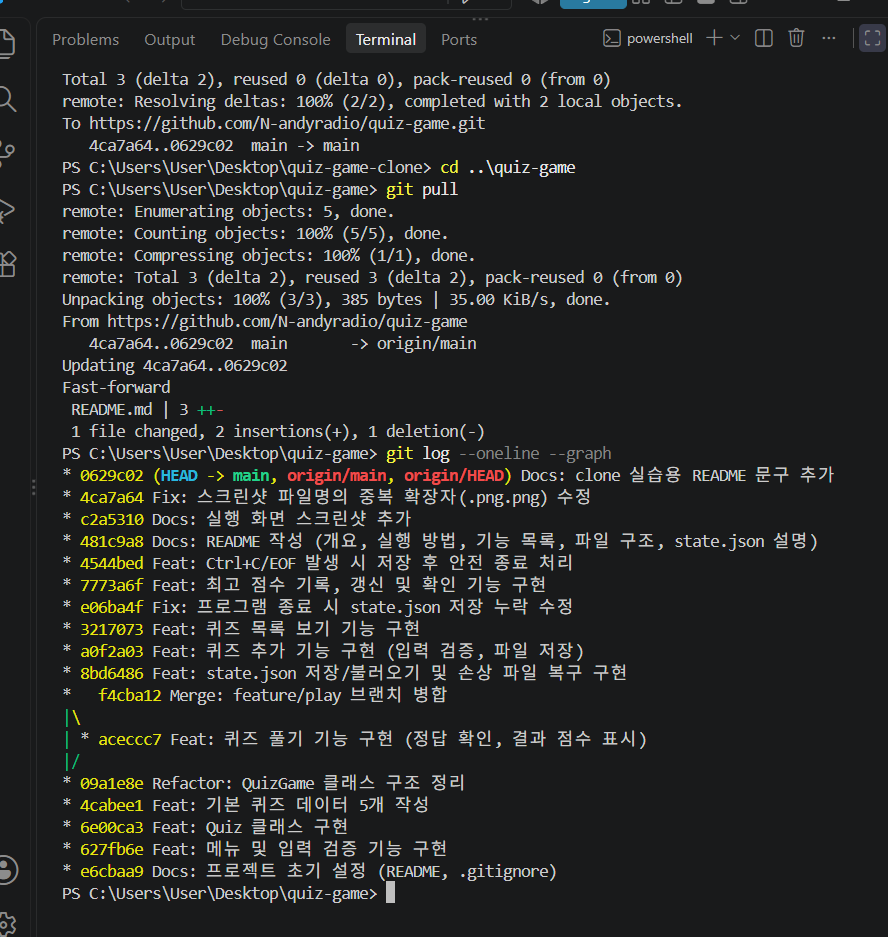 Problems Output Debug Console Terminal Ports powershell
Total 3 (delta 2), reused 0 (delta 0), pack-reused 0 (from 0)
remote: Resolving deltas: 100% (2/2), completed with 2 local objects.
To https://github.com/N-andyradio/quiz-game.git
   4ca7a64..0629c02  main -> main
PS C:\Users\User\Desktop\quiz-game-clone> cd ..\quiz-game
PS C:\Users\User\Desktop\quiz-game> git pull
remote: Enumerating objects: 5, done.
remote: Counting objects: 100% (5/5), done.
remote: Compressing objects: 100% (1/1), done.
remote: Total 3 (delta 2), reused 3 (delta 2), pack-reused 0 (from 0)
Unpacking objects: 100% (3/3), 385 bytes | 35.00 KiB/s, done.
From https://github.com/N-andyradio/quiz-game
   4ca7a64..0629c02  main       -> origin/main
Updating 4ca7a64..0629c02
Fast-forward
 README.md | 3 ++-
 1 file changed, 2 insertions(+), 1 deletion(-)
PS C:\Users\User\Desktop\quiz-game> git log --oneline --graph
* 0629c02 (HEAD -> main, origin/main, origin/HEAD) Docs: clone 실습용 README 문구 추가
* 4ca7a64 Fix: 스크린샷 파일명의 중복 확장자(.png.png) 수정
* c2a5310 Docs: 실행 화면 스크린샷 추가
* 481c9a8 Docs: README 작성 (개요, 실행 방법, 기능 목록, 파일 구조, state.json 설명)
* 4544bed Feat: Ctrl+C/EOF 발생 시 저장 후 안전 종료 처리
* 7773a6f Feat: 최고 점수 기록, 갱신 및 확인 기능 구현
* e06ba4f Fix: 프로그램 종료 시 state.json 저장 누락 수정
* 3217073 Feat: 퀴즈 목록 보기 기능 구현
* a0f2a03 Feat: 퀴즈 추가 기능 구현 (입력 검증, 파일 저장)
* 8bd6486 Feat: state.json 저장/불러오기 및 손상 파일 복구 구현
*   f4cba12 Merge: feature/play 브랜치 병합
|\
| * aceccc7 Feat: 퀴즈 풀기 기능 구현 (정답 확인, 결과 점수 표시)
|/
* 09a1e8e Refactor: QuizGame 클래스 구조 정리
* 4cabee1 Feat: 기본 퀴즈 데이터 5개 작성
* 6e00ca3 Feat: Quiz 클래스 구현
* 627fb6e Feat: 메뉴 및 입력 검증 기능 구현
* e6cbaa9 Docs: 프로젝트 초기 설정 (README, .gitignore)
PS C:\Users\User\Desktop\quiz-game>